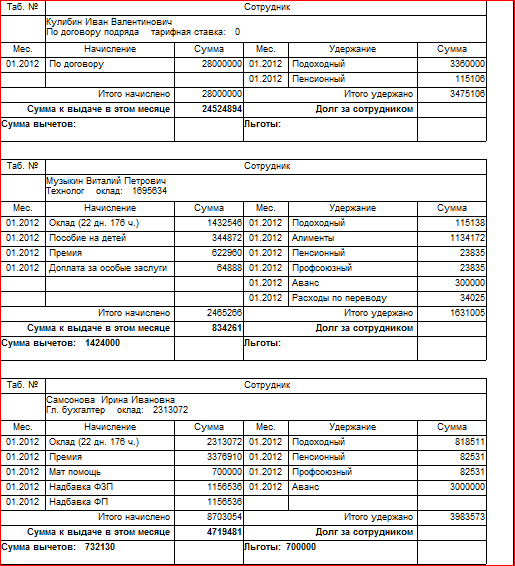 Таб. № Сотрудник
Кулибин Иван Валентинович
По договору подряда тарифная ставка: 0
Мес. Начисление Сумма Мес. Удержание Сумма
01.2012 По договору 28000000 01.2012 Подоходный 3360000
01.2012 Пенсионный 115106
Итого начислено 28000000 Итого удержано 3475106
Сумма к выдаче в этом месяце 24524894 Долг за сотрудником
Сумма вычетов: Льготы:
Таб. № Сотрудник
Музыкин Виталий Петрович
Технолог оклад: 1695634
Мес. Начисление Сумма Мес. Удержание Сумма
01.2012 Оклад (22 дн. 176 ч.) 1432546 01.2012 Подоходный 115138
01.2012 Пособие на детей 344872 01.2012 Алименты 1134172
01.2012 Премия 622960 01.2012 Пенсионный 23835
01.2012 Доплата за особые заслуги 64888 01.2012 Профсоюзный 23835
01.2012 Аванс 300000
01.2012 Расходы по переводу 34025
Итого начислено 2465266 Итого удержано 1631005
Сумма к выдаче в этом месяце 834261 Долг за сотрудником
Сумма вычетов: 1424000 Льготы:
Таб. № Сотрудник
Самсонова Ирина Ивановна
Гл. бухгалтер оклад: 2313072
Мес. Начисление Сумма Мес. Удержание Сумма
01.2012 Оклад (22 дн. 176 ч.) 2313072 01.2012 Подоходный 818511
01.2012 Премия 3376910 01.2012 Пенсионный 82531
01.2012 Мат помощь 700000 01.2012 Профсоюзный 82531
01.2012 Надбавка ФЗП 1156536 01.2012 Аванс 3000000
01.2012 Надбавка ФП 1156536
Итого начислено 8703054 Итого удержано 3983573
Сумма к выдаче в этом месяце 4719481 Долг за сотрудником
Сумма вычетов: 732130 Льготы: 700000